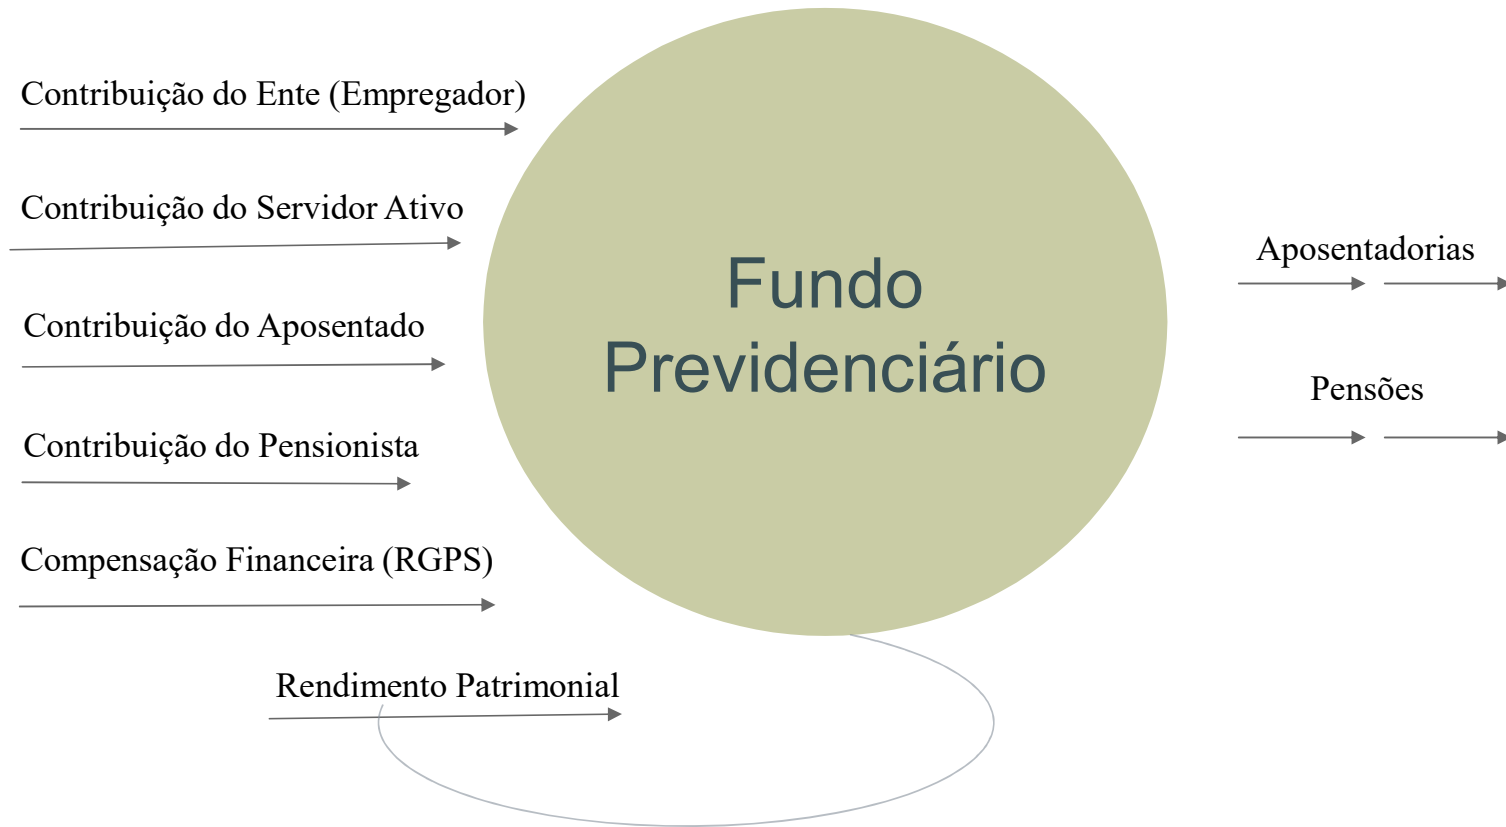 Contribuição do Ente (Empregador)
Contribuição do Servidor Ativo
Contribuição do Aposentado
Contribuição do Pensionista
Compensação Financeira (RGPS)
Rendimento Patrimonial
Fundo
Previdenciário
Aposentadorias
Pensões